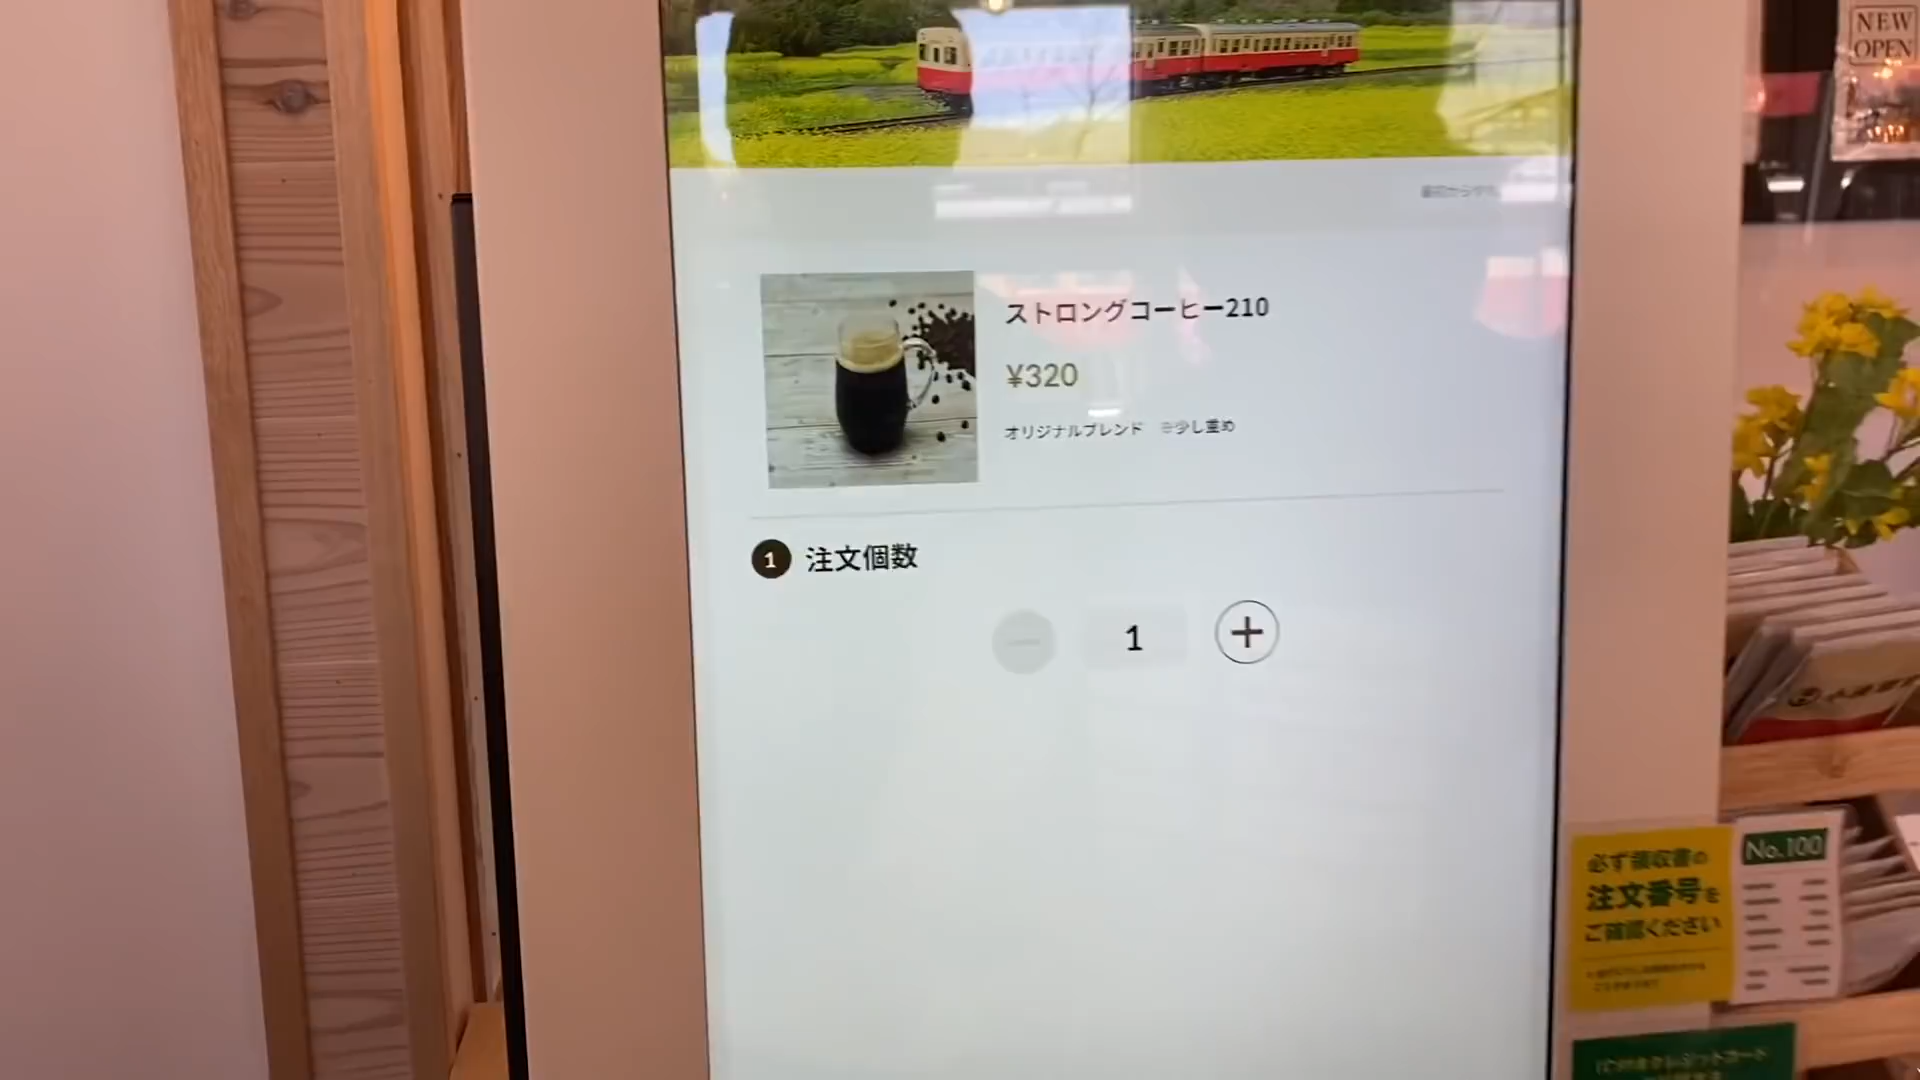 NEW
OPEN
ストロングコーヒー210
¥320
オリジナルブレンド ※少し重め
1 注文個数
1
必ず領収書の
注文番号を
ご確認ください
No.100